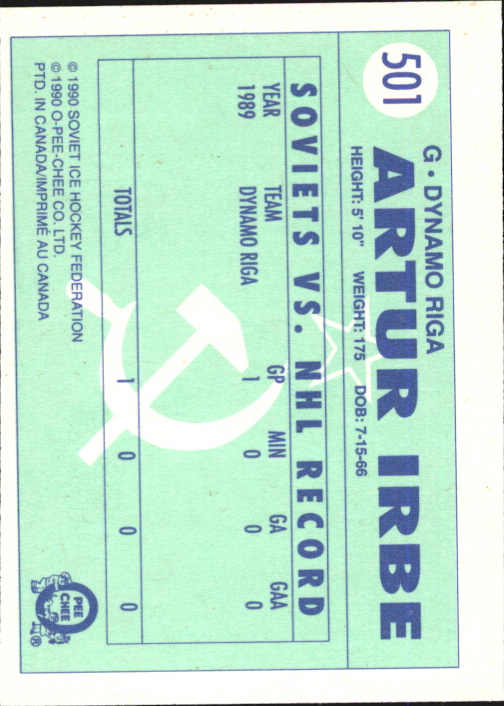 501
G • DYNAMO RIGA
ARTUR IRBE
HEIGHT: 5' 10" WEIGHT: 175 DOB: 7-15-66
SOVIETS VS. NHL RECORD
YEAR TEAM GP MIN GA GAA
1989 DYNAMO RIGA 1 0 0 0
TOTALS 1 0 0 0
© 1990 SOVIET ICE HOCKEY FEDERATION
© 1990 O-PEE-CHEE CO. LTD.
PTD. IN CANADA/IMPRIMÉ AU CANADA
O
PEE
CHEE
®